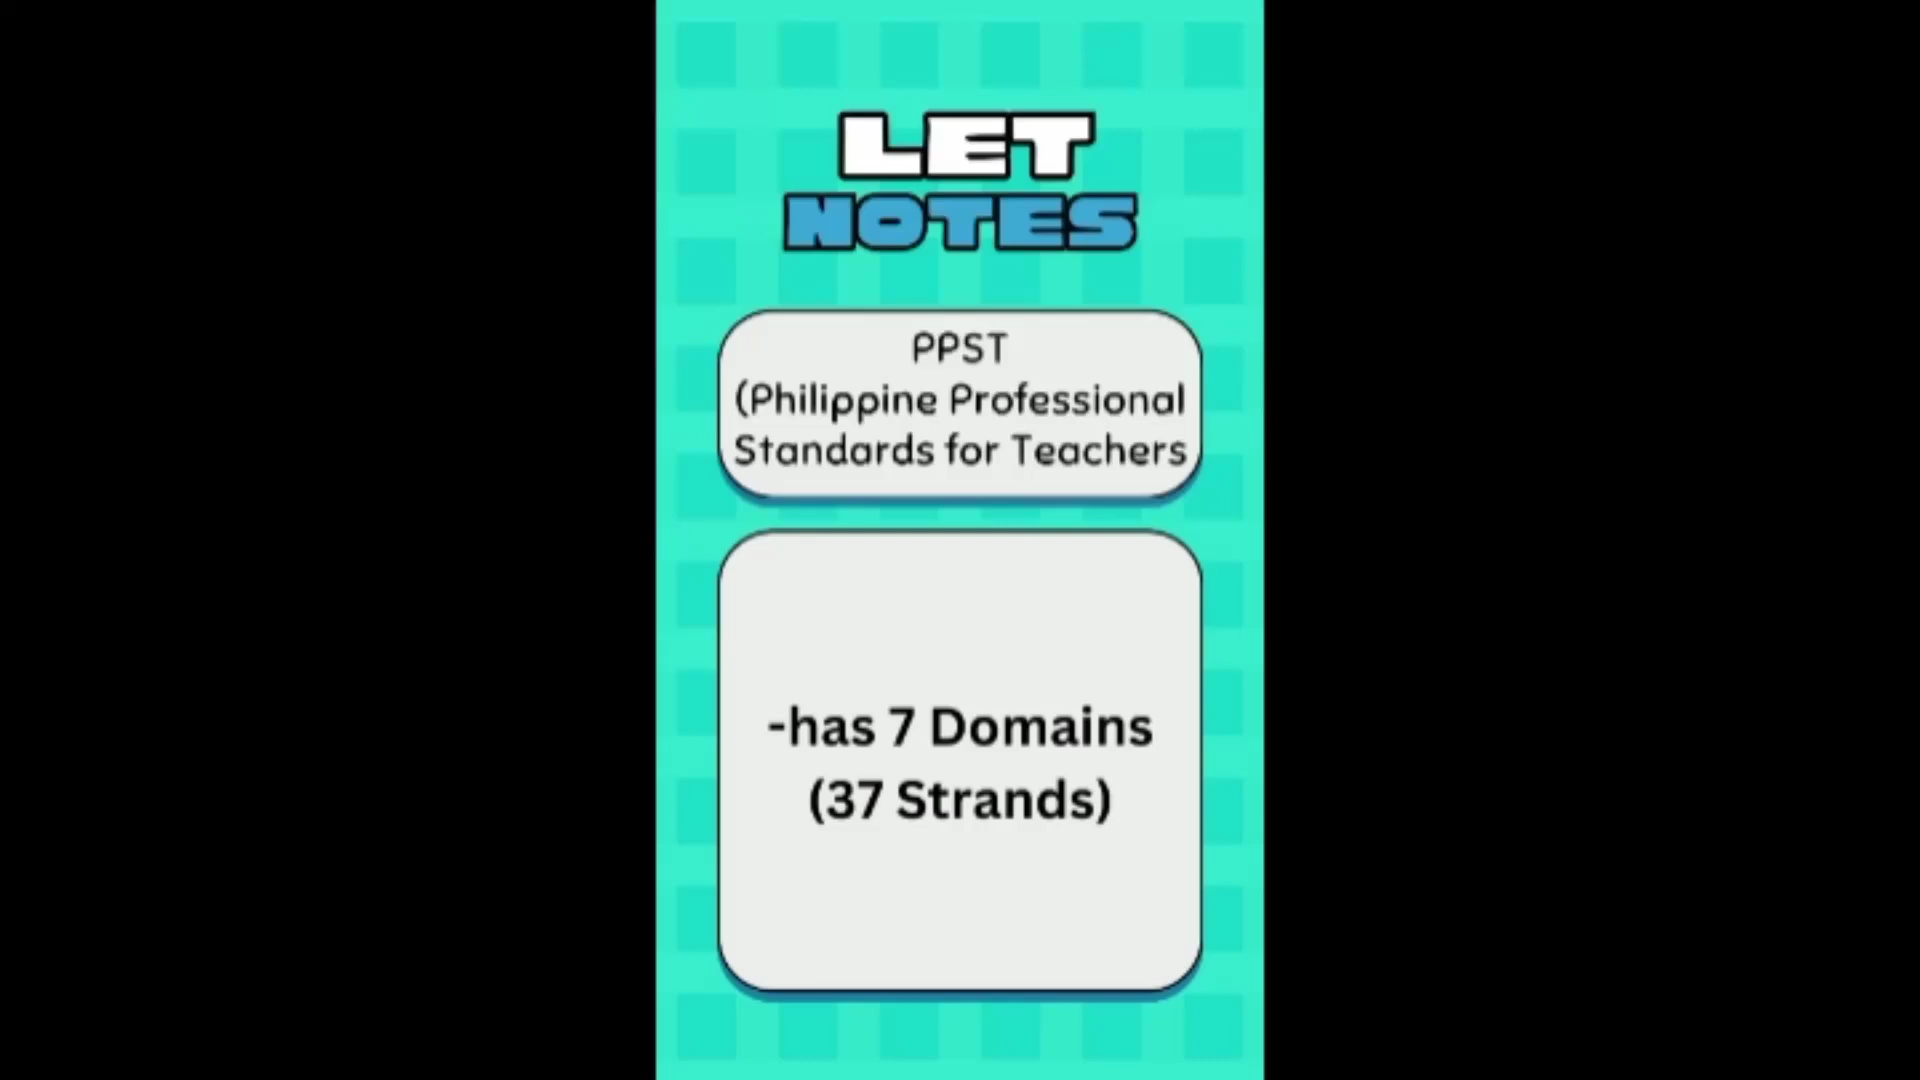 LET
NOTES
PPST
(Philippine Professional
Standards for Teachers
-has 7 Domains
(37 Strands)